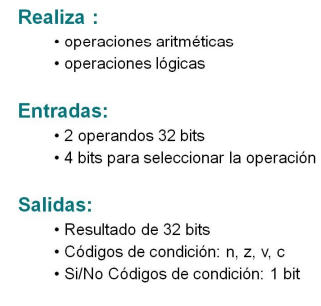 Realiza :
• operaciones aritméticas
• operaciones lógicas
Entradas:
• 2 operandos 32 bits
• 4 bits para seleccionar la operación
Salidas:
• Resultado de 32 bits
• Códigos de condición: n, z, v, c
• Si/No Códigos de condición: 1 bit